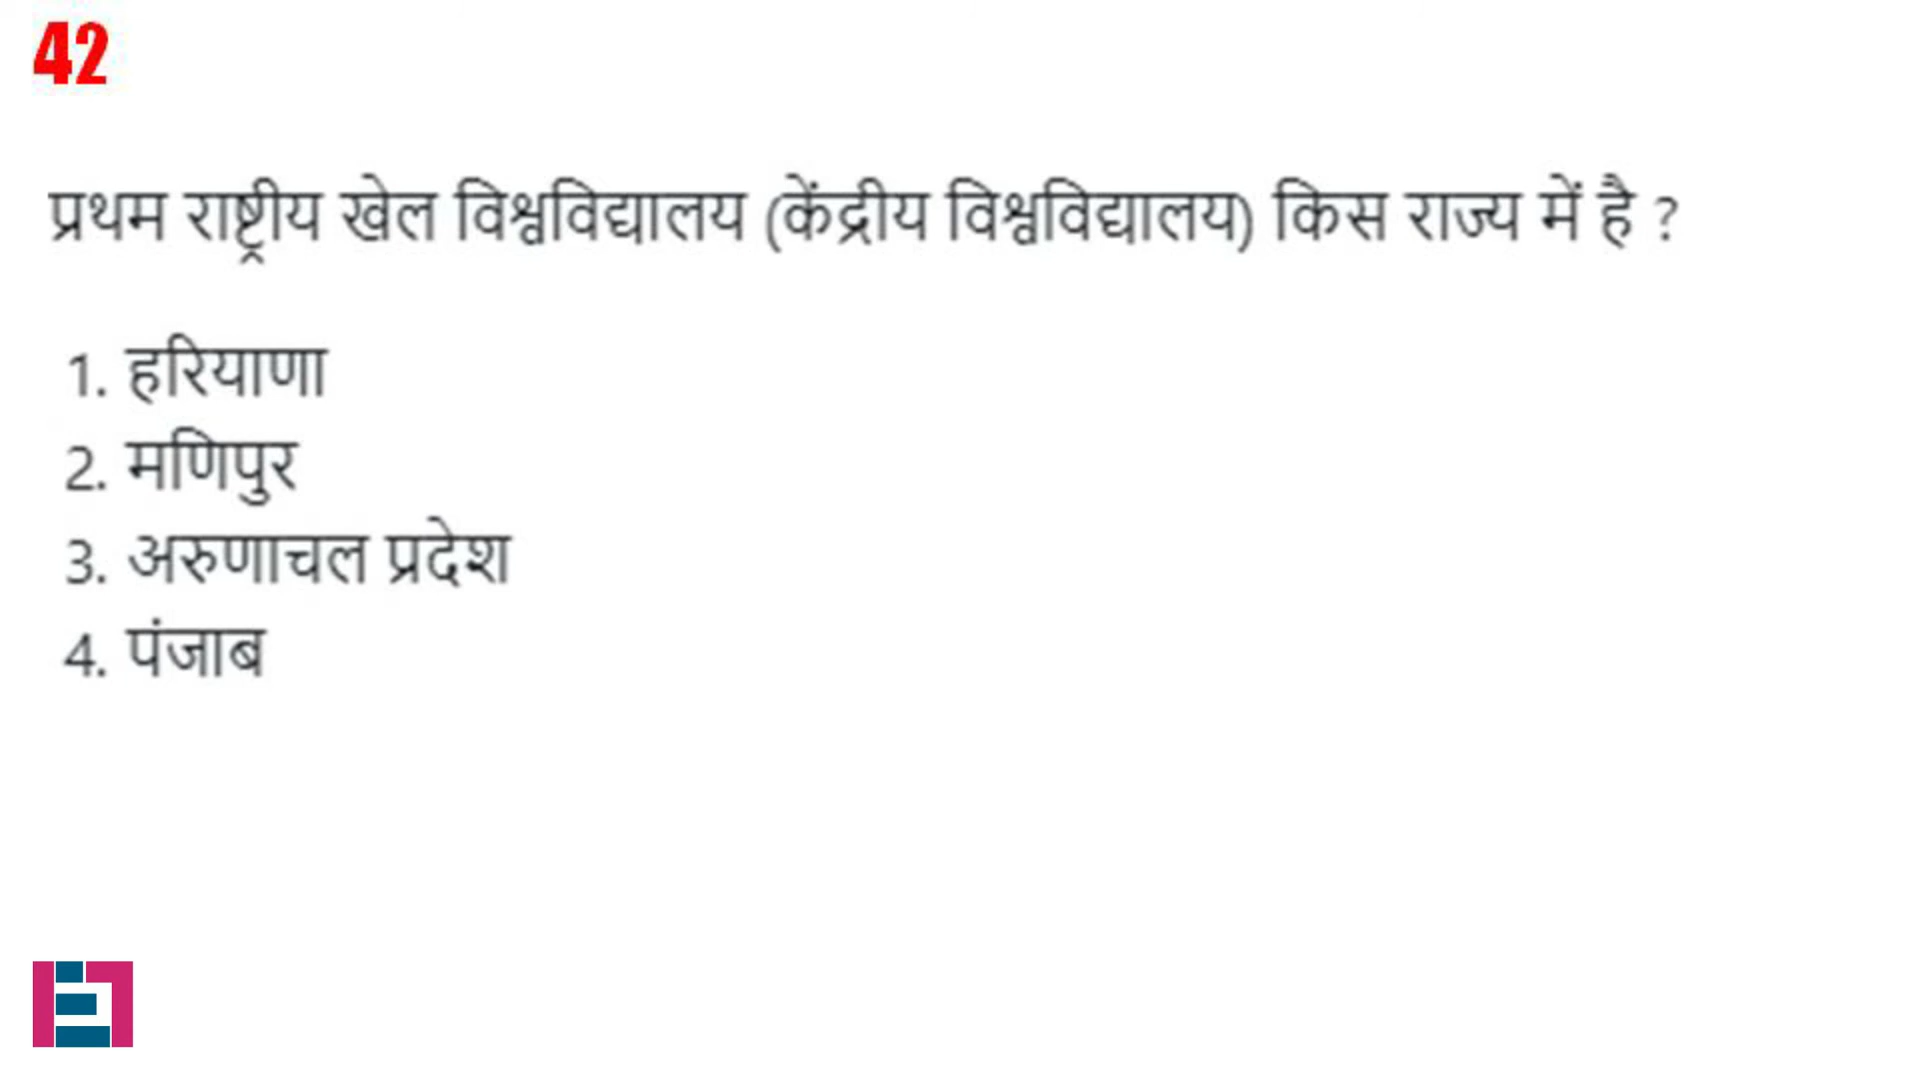 42
प्रथम राष्ट्रीय खेल विश्वविद्यालय (केंद्रीय विश्वविद्यालय) किस राज्य में है ?
1. हरियाणा
2. मणिपुर
3. अरुणाचल प्रदेश
4. पंजाब